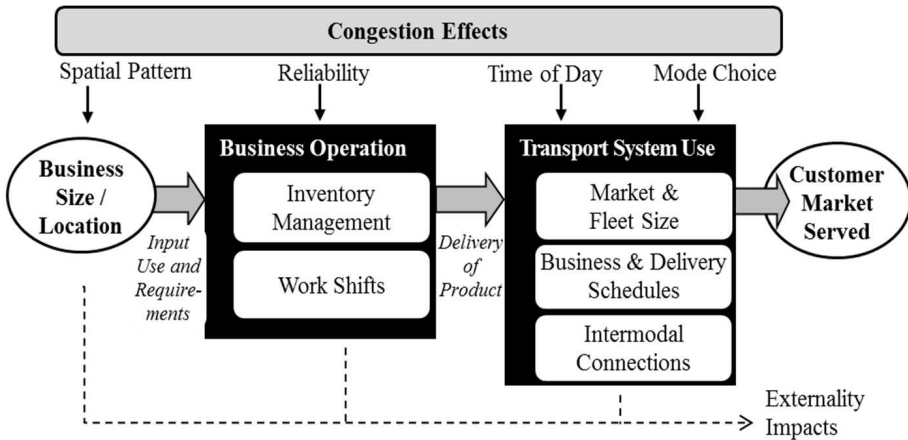 Congestion Effects
Spatial Pattern
Reliability
Time of Day
Mode Choice
Business
Size /
Location
Input
Use and
Require-
ments
Business Operation
Inventory
Management
Work Shifts
Delivery
of
Product
Transport System Use
Market &
Fleet Size
Business & Delivery
Schedules
Intermodal
Connections
Customer
Market
Served
Externality
Impacts